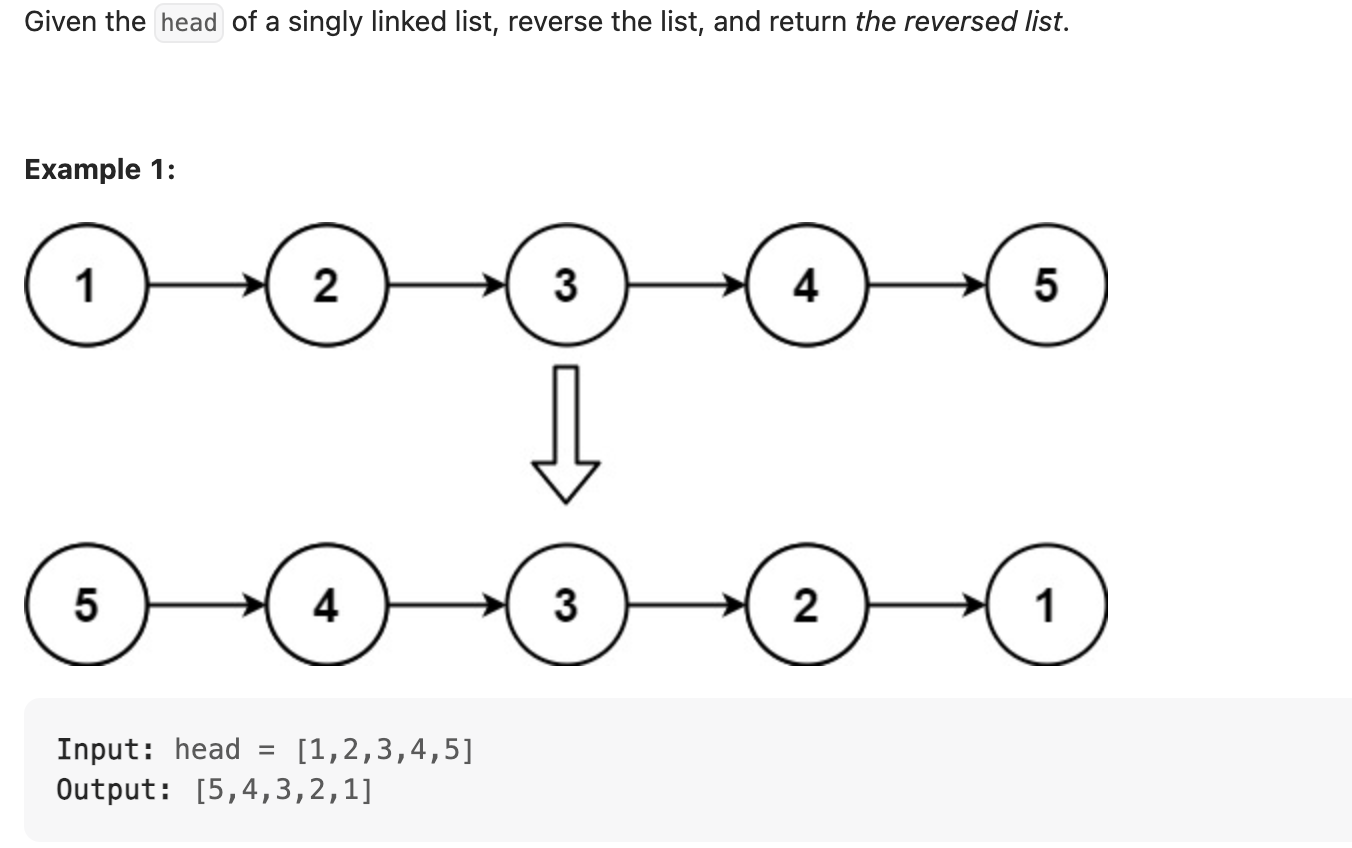 Given the head of a singly linked list, reverse the list, and return the reversed list.
Example 1:
1 2 3 4 5
5 4 3 2 1
Input: head = [1,2,3,4,5]
Output: [5,4,3,2,1]